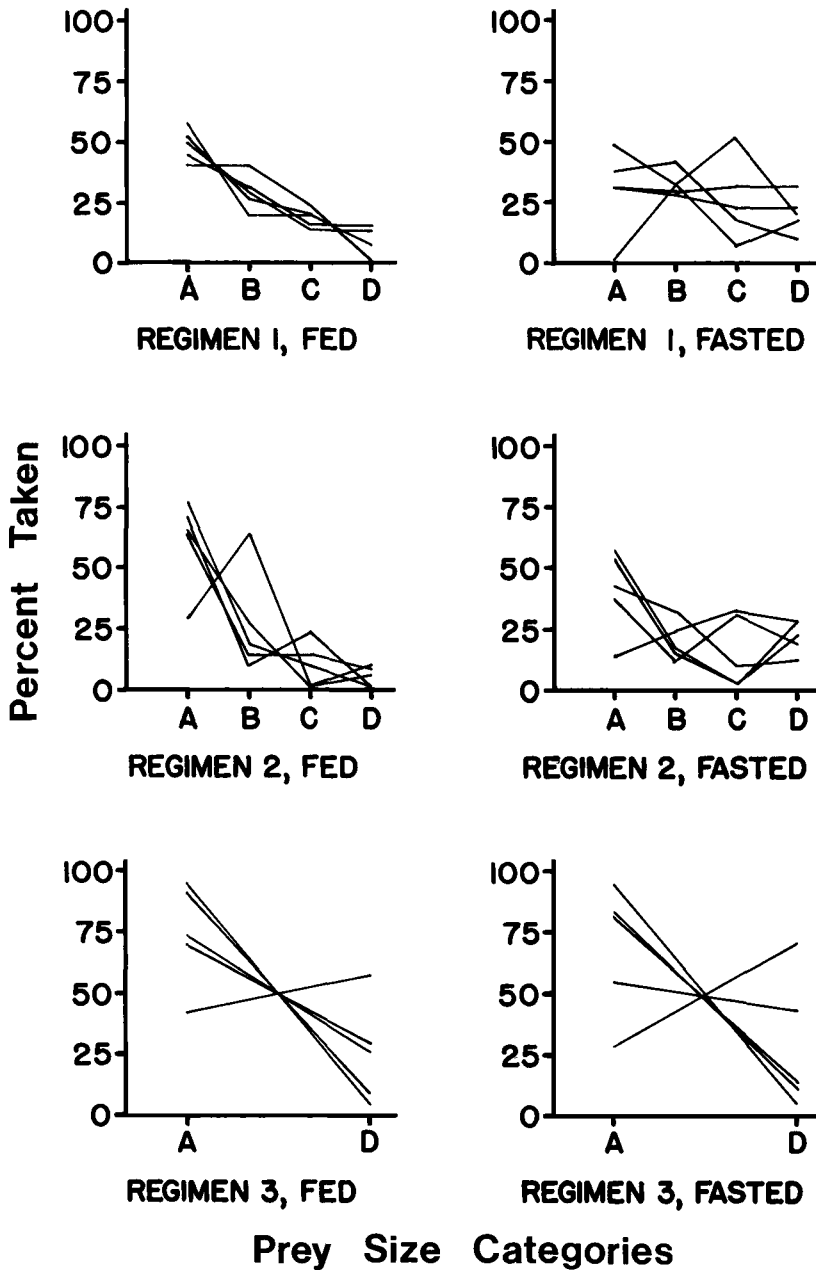 Percent Taken
100
75
50
25
0
A B C D
REGIMEN 1, FED
100
75
50
25
0
A B C D
REGIMEN 1, FASTED
100
75
50
25
0
A B C D
REGIMEN 2, FED
100
75
50
25
0
A B C D
REGIMEN 2, FASTED
100
75
50
25
0
A D
REGIMEN 3, FED
100
75
50
25
0
A D
REGIMEN 3, FASTED
Prey Size Categories